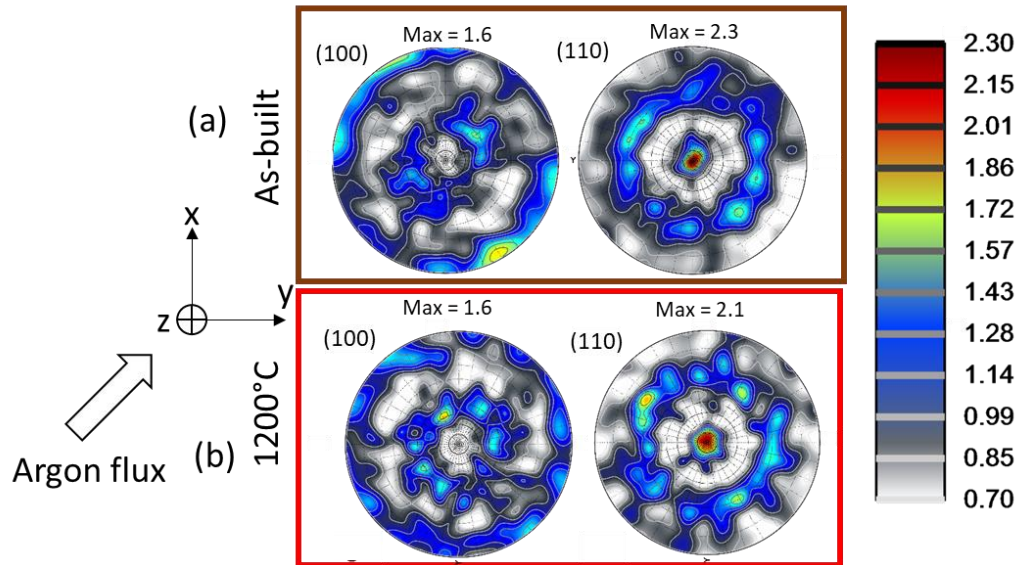 Max = 1.6
Max = 2.3
(100)
(110)
(a)
As-built
Y
x
y
z
Argon flux
Max = 1.6
Max = 2.1
(100)
(110)
(b)
1200°C
2.30
2.15
2.01
1.86
1.72
1.57
1.43
1.28
1.14
0.99
0.85
0.70